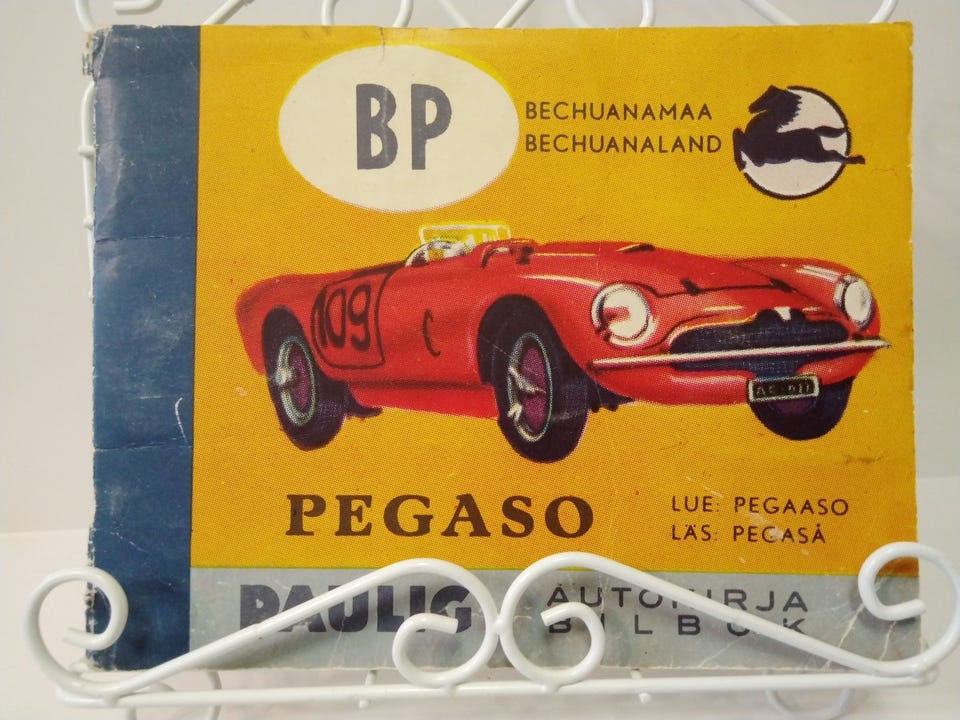 BP
BECHUANAMAA
BECHUANALAND
109
PEGASO
LUE: PEGAASO
LÄS: PEGASÅ
PAULIG
AUTOKIRJA
BILBOK